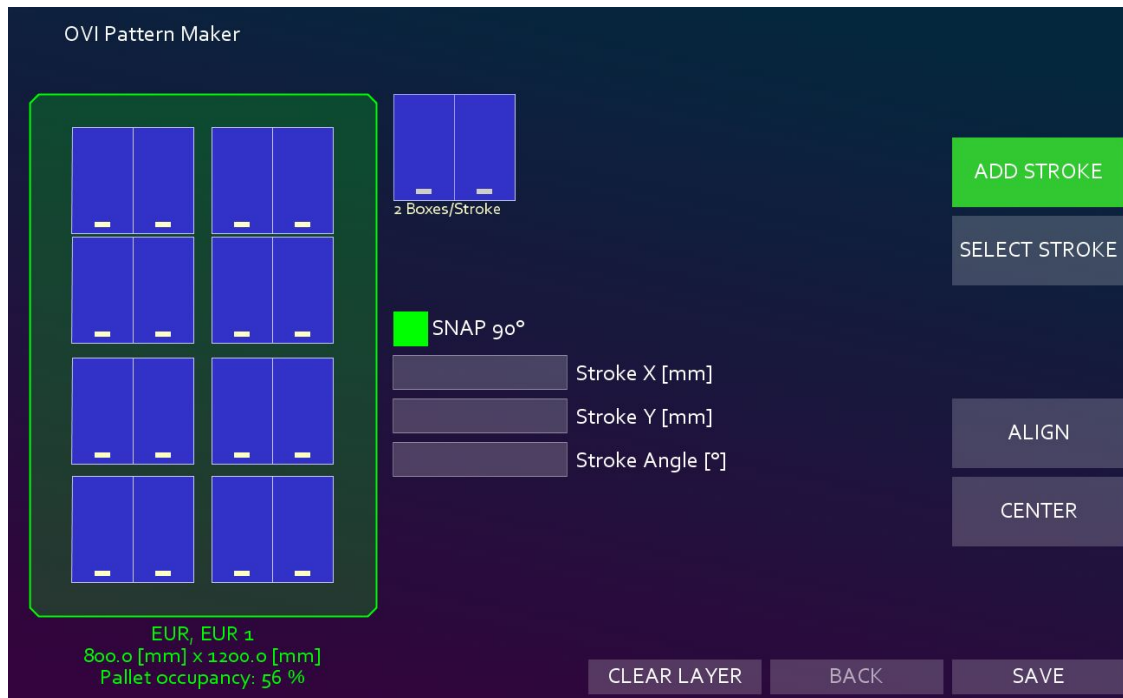 OVI Pattern Maker
2 Boxes/Stroke
ADD STROKE
SELECT STROKE
SNAP 90°
Stroke X [mm]
Stroke Y [mm]
Stroke Angle [°]
ALIGN
CENTER
EUR, EUR 1
800.0 [mm] x 1200.0 [mm]
Pallet occupancy: 56 %
CLEAR LAYER
BACK
SAVE